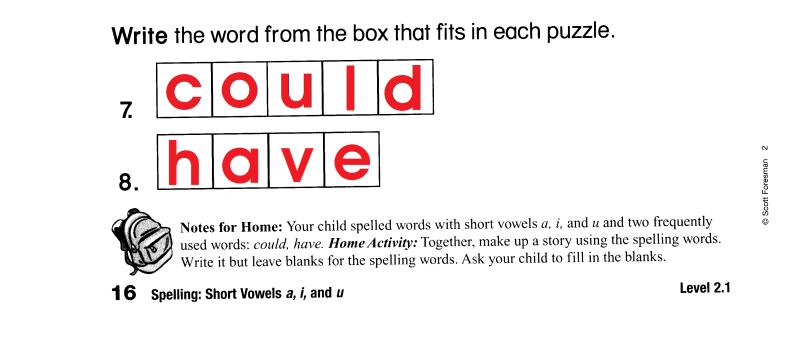 Write the word from the box that fits in each puzzle.
7. could
8. have
Notes for Home: Your child spelled words with short vowels a, i, and u and two frequently
used words: could, have. Home Activity: Together, make up a story using the spelling words.
Write it but leave blanks for the spelling words. Ask your child to fill in the blanks.
16 Spelling: Short Vowels a, i, and u
Level 2.1
© Scott Foresman 2